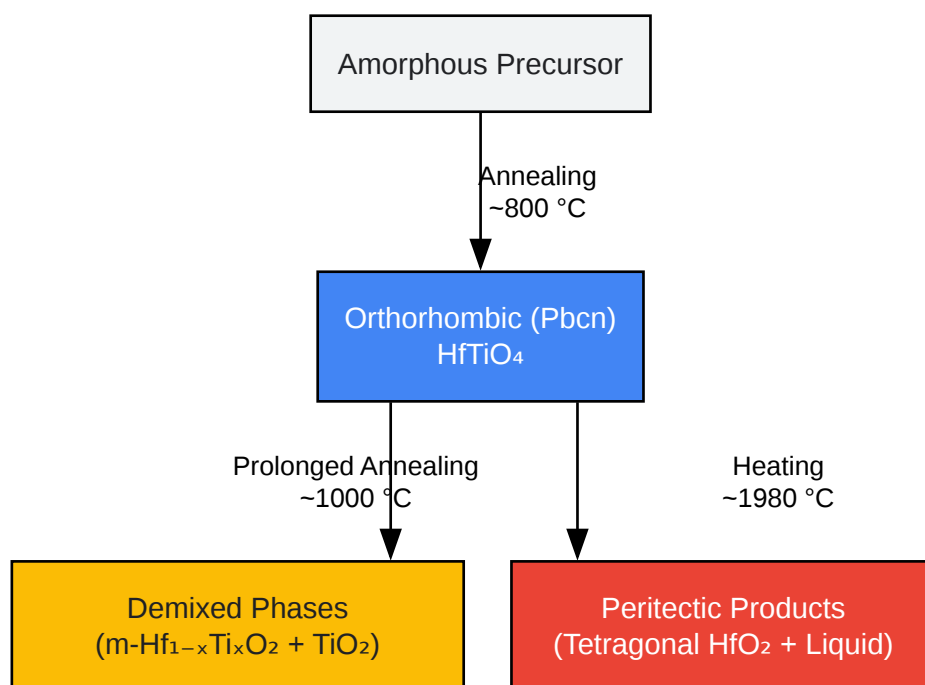 Amorphous Precursor
Annealing
~800 °C
Orthorhombic (Pbcn)
HfTiO₄
Prolonged Annealing
~1000 °C
Heating
~1980 °C
Demixed Phases
(m-Hf₁₋ₓTiₓO₂ + TiO₂)
Peritectic Products
(Tetragonal HfO₂ + Liquid)